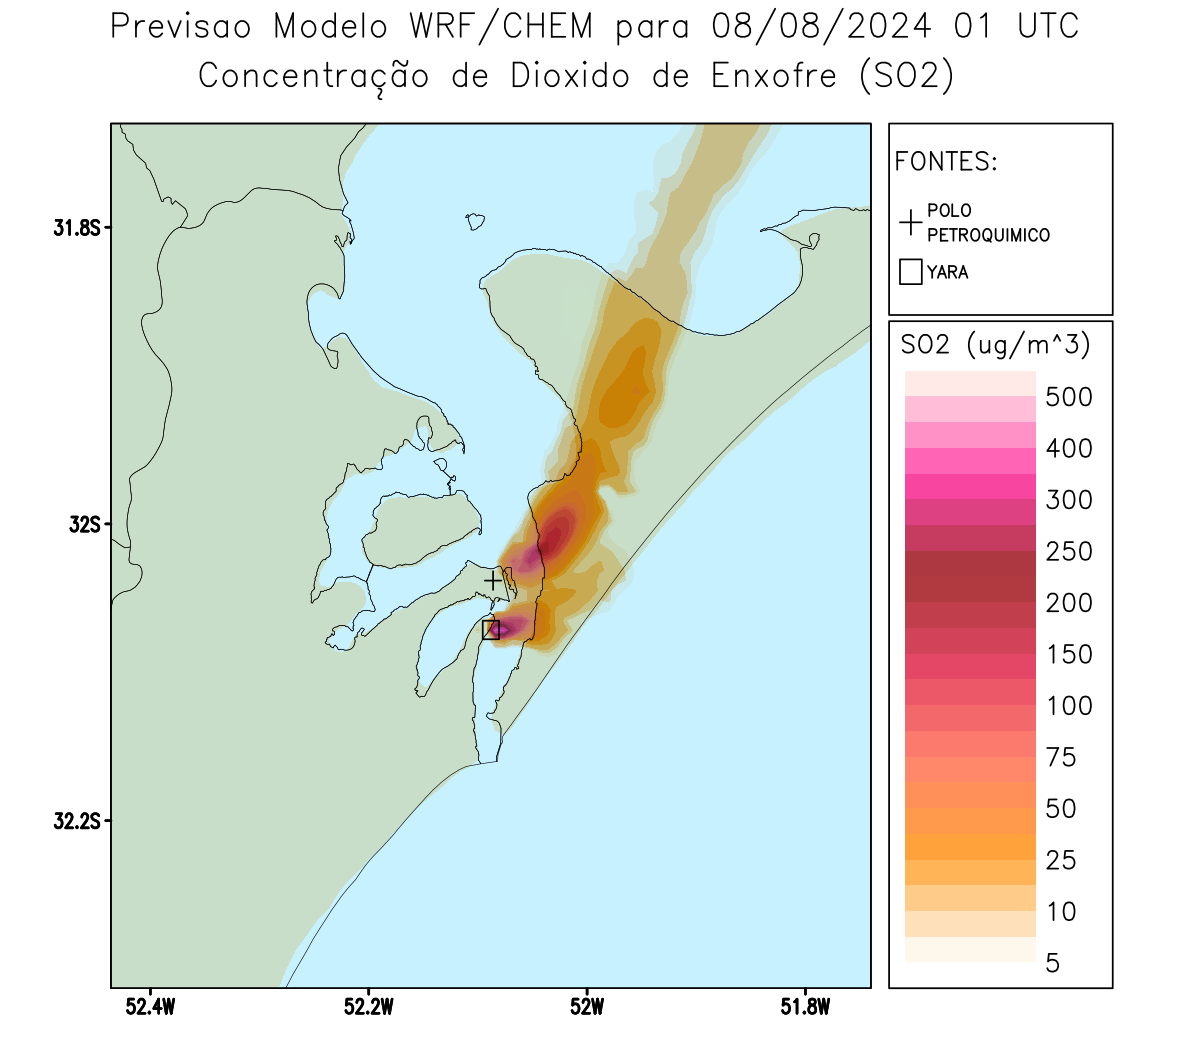 Previsao Modelo WRF/CHEM para 08/08/2024 01 UTC
Concentração de Dioxido de Enxofre (SO2)
FONTES:
POLO
PETROQUIMICO
YARA
SO2 (ug/m^3)
500
400
300
250
200
150
100
75
50
25
10
5
31.8S
32S
32.2S
52.4W
52.2W
52W
51.8W